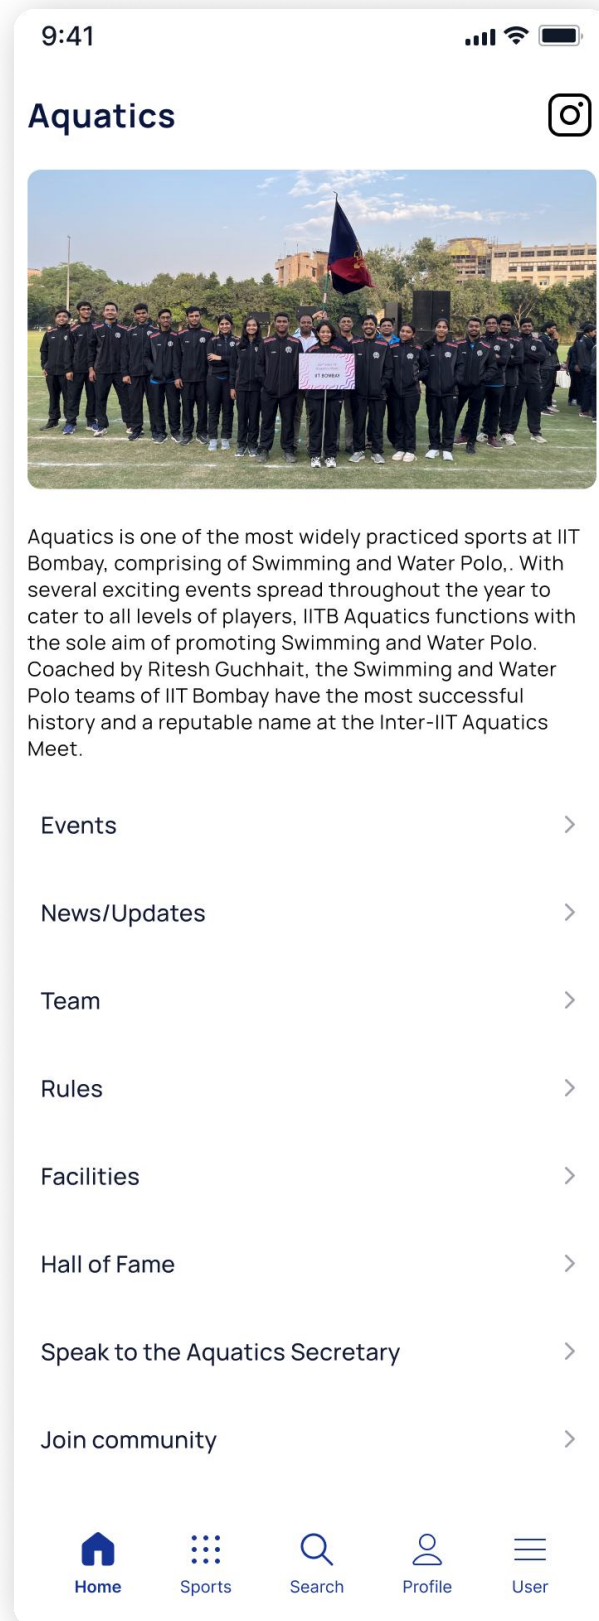 9:41
Aquatics
IIT BOMBAY
Aquatics is one of the most widely practiced sports at IIT
Bombay, comprising of Swimming and Water Polo,. With
several exciting events spread throughout the year to
cater to all levels of players, IITB Aquatics functions with
the sole aim of promoting Swimming and Water Polo.
Coached by Ritesh Guchhait, the Swimming and Water
Polo teams of IIT Bombay have the most successful
history and a reputable name at the Inter-IIT Aquatics
Meet.
Events
News/Updates
Team
Rules
Facilities
Hall of Fame
Speak to the Aquatics Secretary
Join community
Home Sports Search Profile User